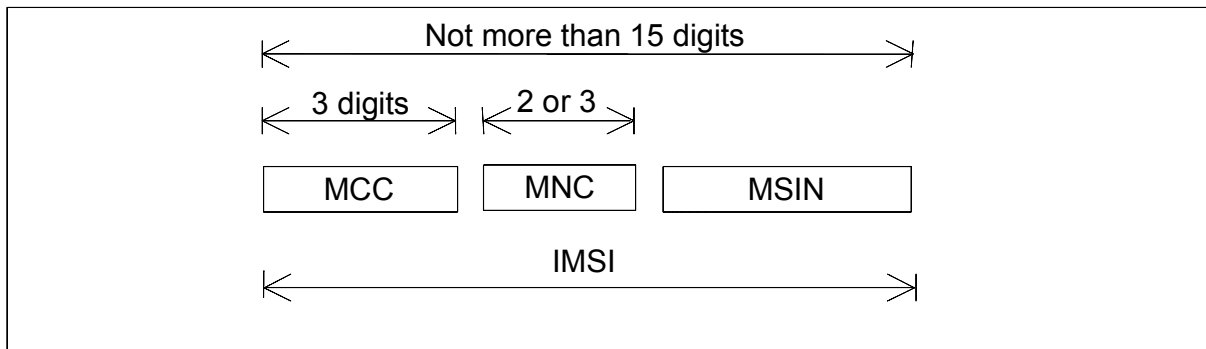 Not more than 15 digits
3 digits 2 or 3
MCC MNC MSIN
IMSI